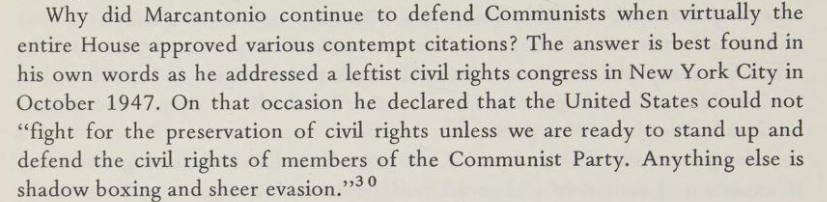 Why did Marcantonio continue to defend Communists when virtually the
entire House approved various contempt citations? The answer is best found in
his own words as he addressed a leftist civil rights congress in New York City in
October 1947. On that occasion he declared that the United States could not
“fight for the preservation of civil rights unless we are ready to stand up and
defend the civil rights of members of the Communist Party. Anything else is
shadow boxing and sheer evasion.”30